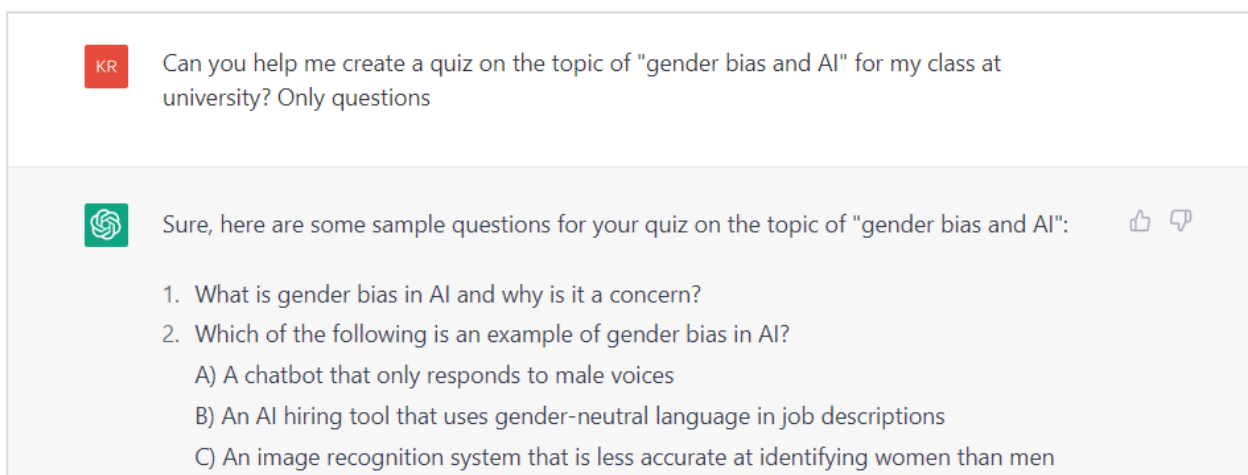 KR
Can you help me create a quiz on the topic of "gender bias and AI" for my class at
university? Only questions
Sure, here are some sample questions for your quiz on the topic of "gender bias and AI":
1. What is gender bias in AI and why is it a concern?
2. Which of the following is an example of gender bias in AI?
A) A chatbot that only responds to male voices
B) An AI hiring tool that uses gender-neutral language in job descriptions
C) An image recognition system that is less accurate at identifying women than men